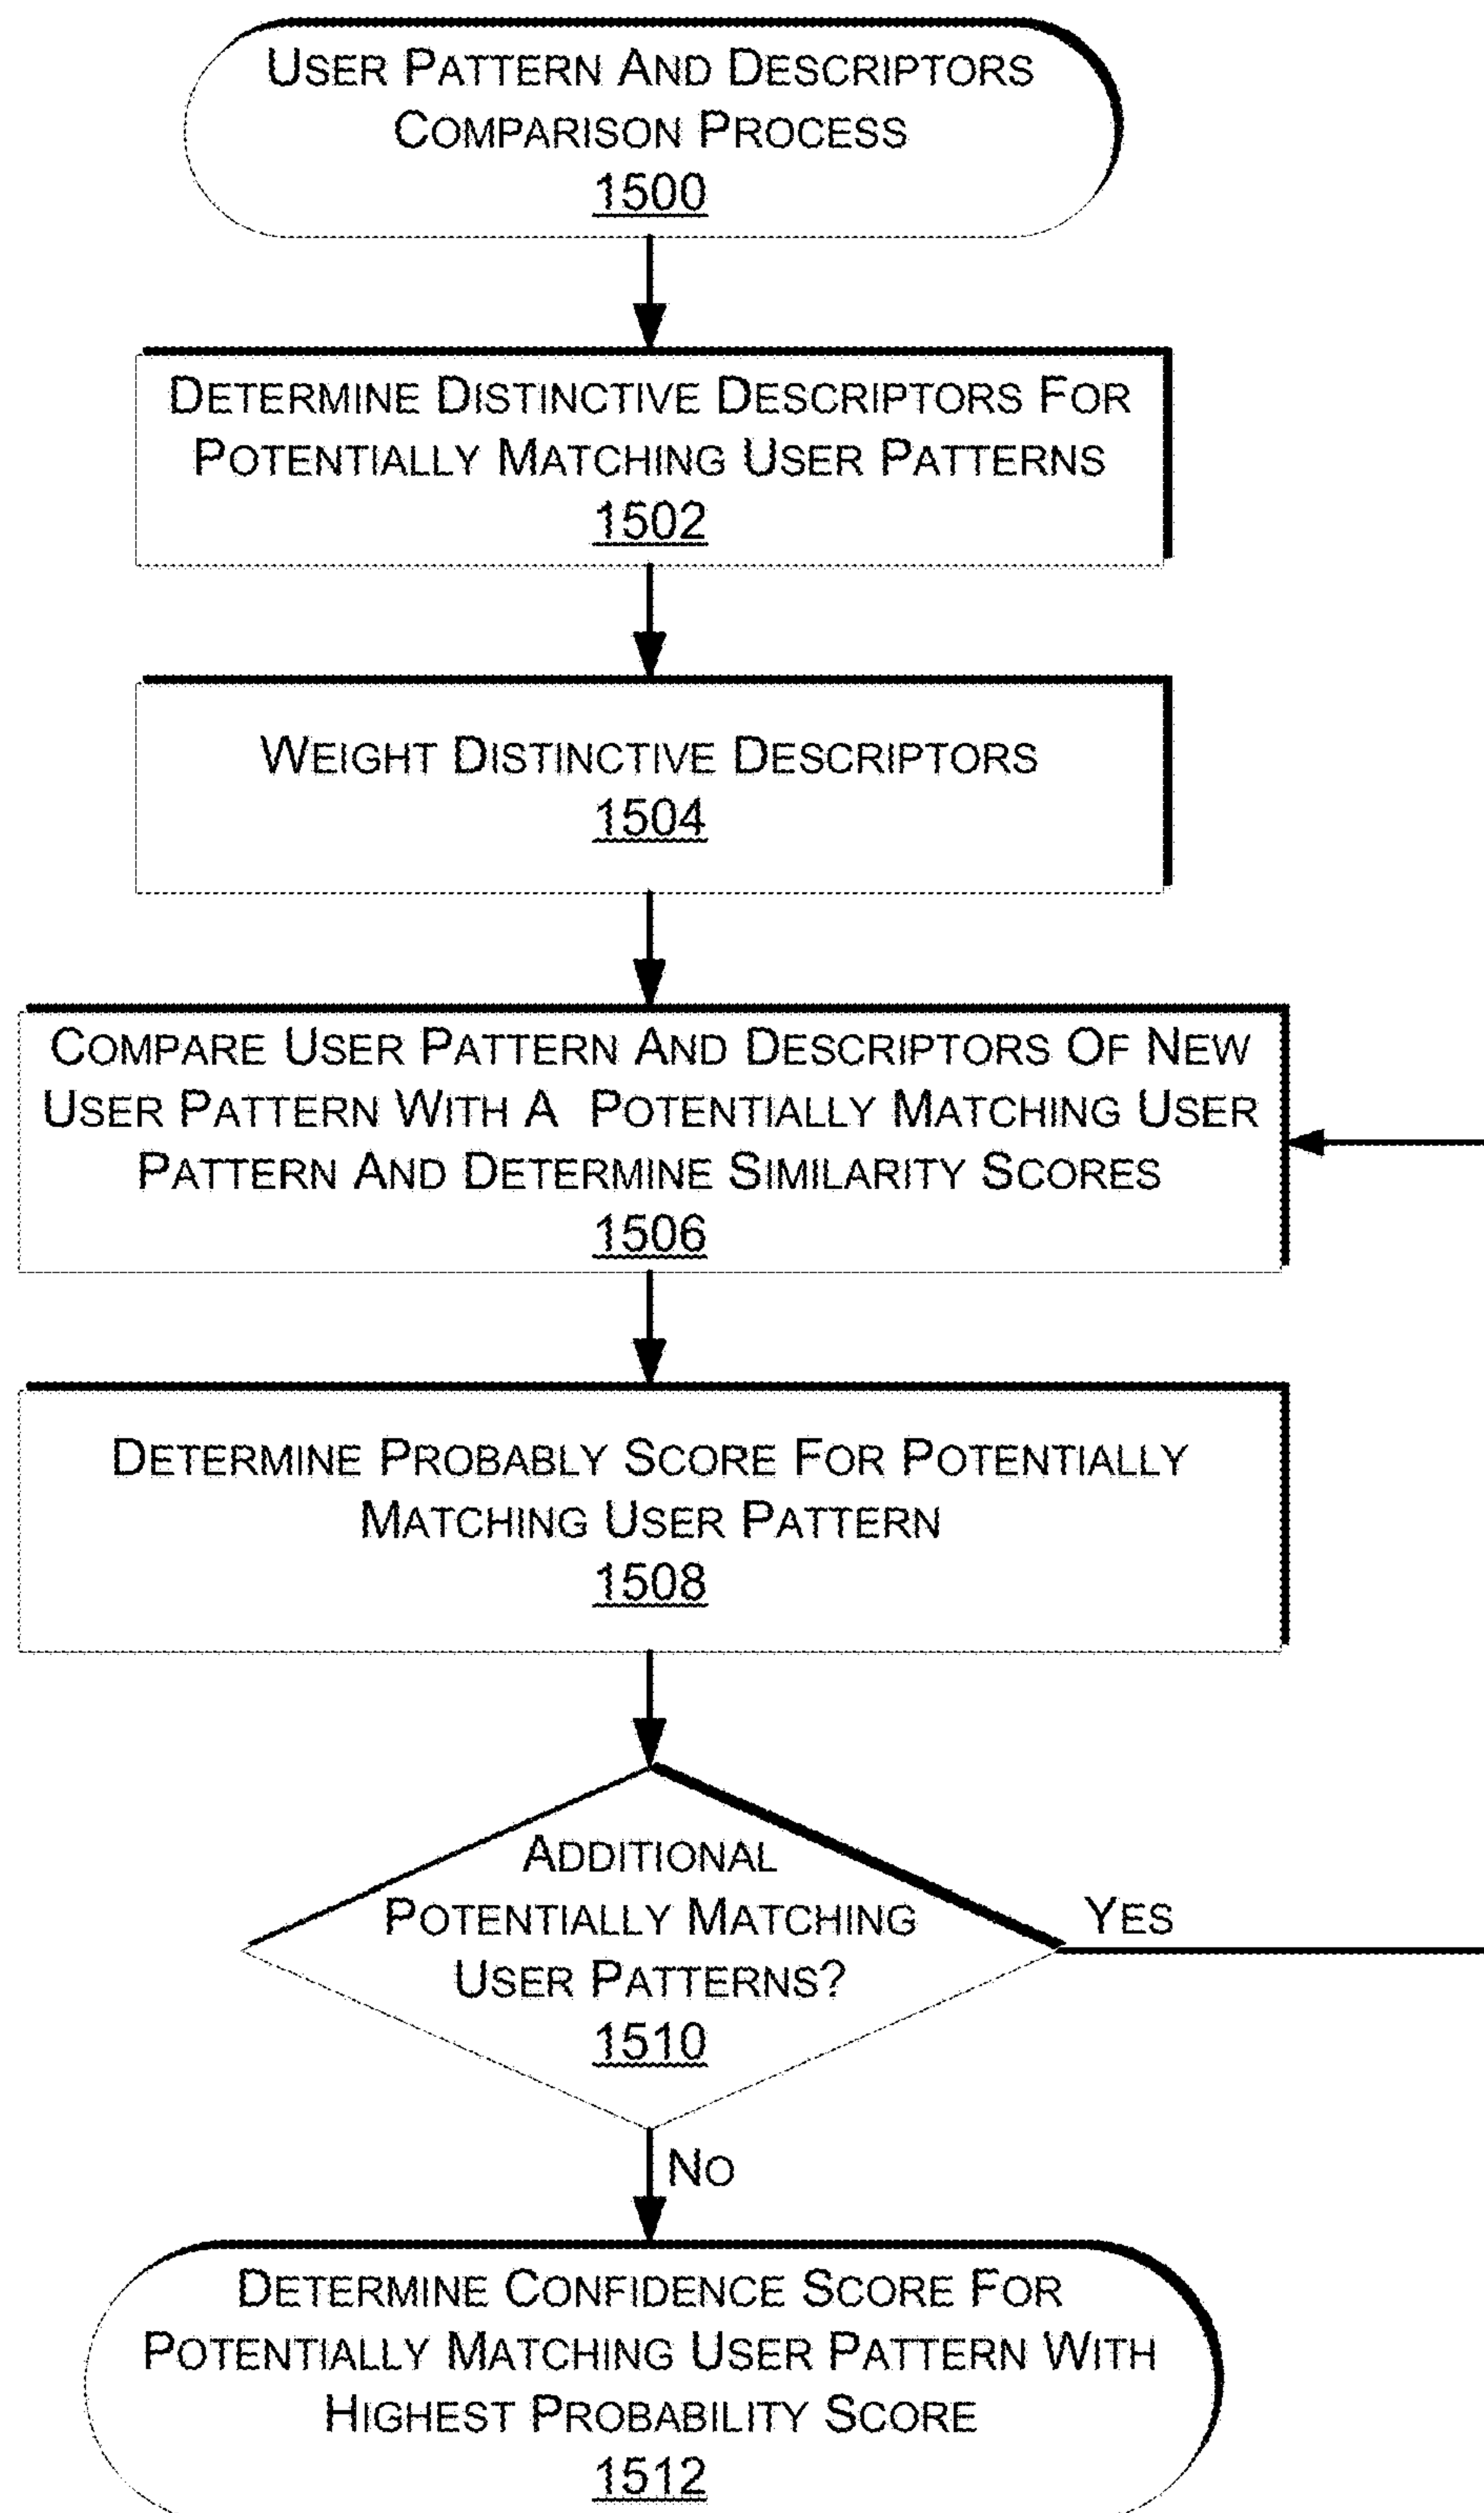 USER PATTERN AND DESCRIPTORS
COMPARISON PROCESS
1500
DETERMINE DISTINCTIVE DESCRIPTORS FOR
POTENTIALLY MATCHING USER PATTERNS
1502
WEIGHT DISTINCTIVE DESCRIPTORS
1504
COMPARE USER PATTERN AND DESCRIPTORS OF NEW
USER PATTERN WITH A POTENTIALLY MATCHING USER
PATTERN AND DETERMINE SIMILARITY SCORES
1506
DETERMINE PROBABLY SCORE FOR POTENTIALLY
MATCHING USER PATTERN
1508
ADDITIONAL
POTENTIALLY MATCHING
USER PATTERNS?
1510
YES
NO
DETERMINE CONFIDENCE SCORE FOR
POTENTIALLY MATCHING USER PATTERN WITH
HIGHEST PROBABILITY SCORE
1512